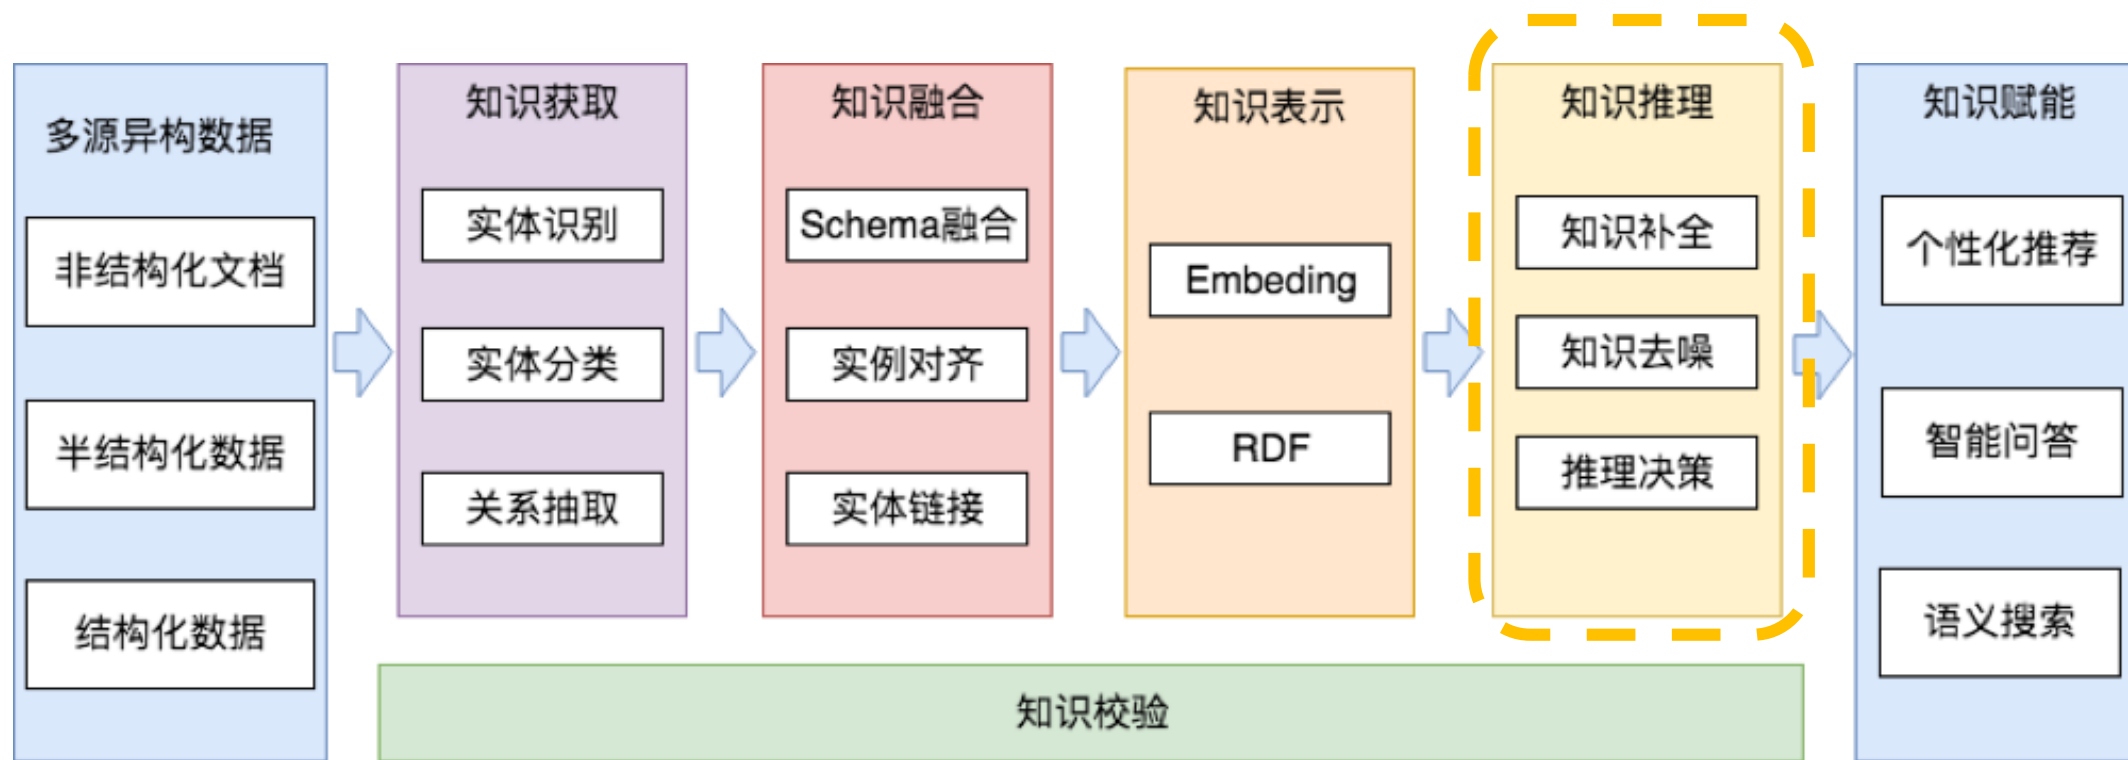 多源异构数据
非结构化文档
半结构化数据
结构化数据
知识获取
实体识别
实体分类
关系抽取
知识融合
Schema融合
实例对齐
实体链接
知识表示
Embeding
RDF
知识推理
知识补全
知识去噪
推理决策
知识赋能
个性化推荐
智能问答
语义搜索
知识校验